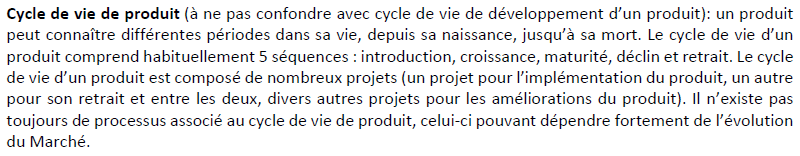 Cycle de vie de produit (à ne pas confondre avec cycle de vie de développement d’un produit): un produit
peut connaître différentes périodes dans sa vie, depuis sa naissance, jusqu’à sa mort. Le cycle de vie d’un
produit comprend habituellement 5 séquences : introduction, croissance, maturité, déclin et retrait. Le cycle
de vie d’un produit est composé de nombreux projets (un projet pour l’implémentation du produit, un autre
pour son retrait et entre les deux, divers autres projets pour les améliorations du produit). Il n’existe pas
toujours de processus associé au cycle de vie de produit, celui-ci pouvant dépendre fortement de l’évolution
du Marché.